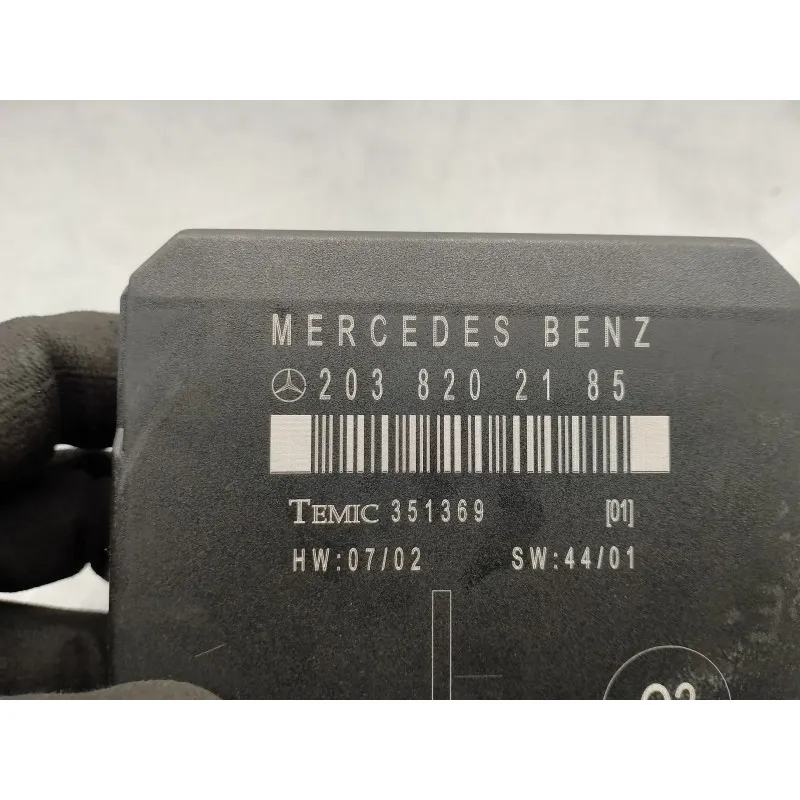 MERCEDES BENZ
203 820 21 85
TEMIC 351369 [01]
HW:07/02 SW:44/01